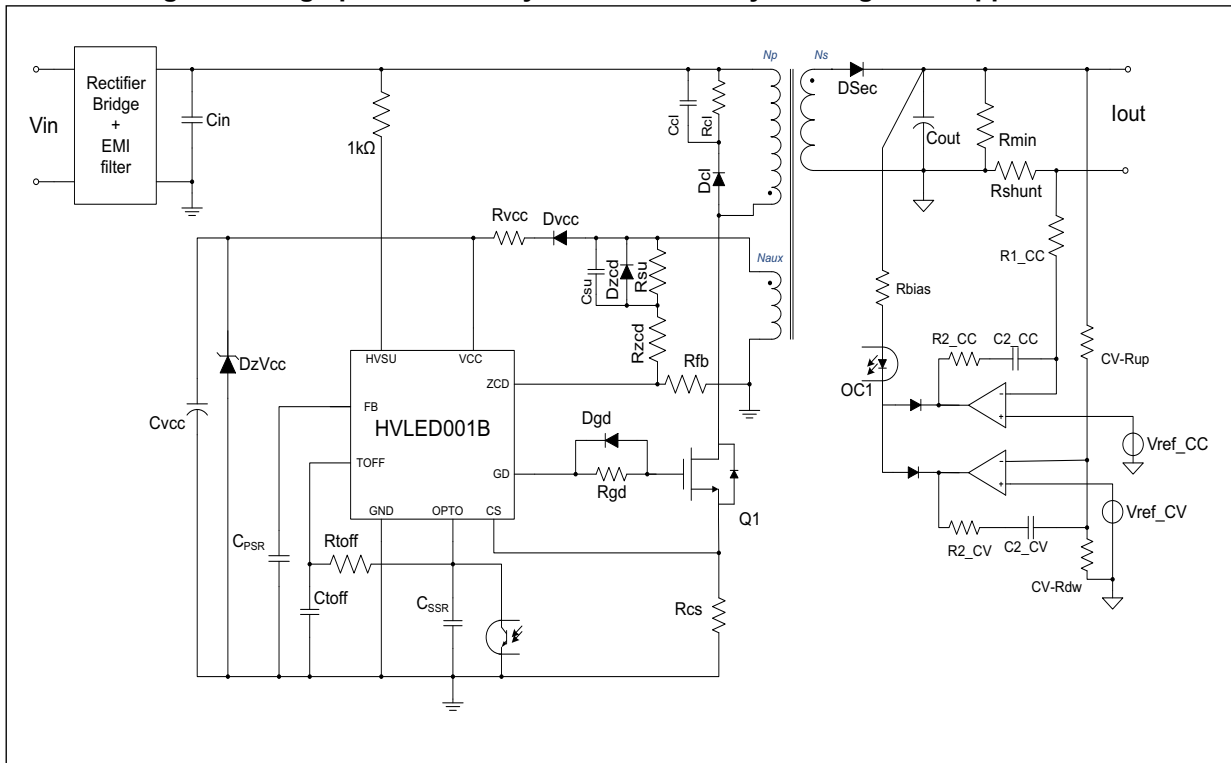 Np
Ns
Rectifier
Bridge
+
EMI
filter
Vin
Cin
1kΩ
Ccl
Rcl
Dcl
DSec
Cout
Rmin
Rshunt
Iout
Rvcc
Dvcc
Csu
Dzcd
Rsu
Naux
R1_CC
Rbias
Rzcd
Rfb
DzVcc
HVSU
VCC
ZCD
FB
HVLED001B
TOFF
GD
GND
OPTO
CS
Cvcc
Dgd
Rgd
Q1
OC1
R2_CC
C2_CC
CV-Rup
-
+
Vref_CC
-
+
Vref_CV
R2_CV
C2_CV
CV-Rdw
CPSR
Rtoff
Ctoff
CSSR
Rcs